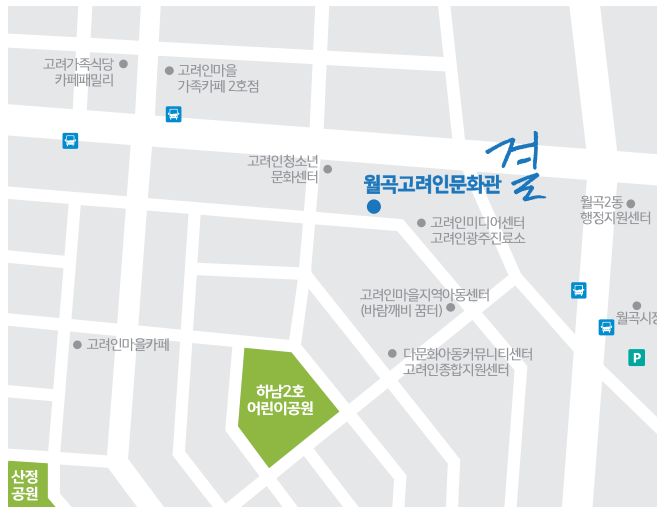 고려가족식당
카페패밀리
고려인마을
가족카페 2호점
고려인청소년
문화센터
결
월곡고려인문화관
월곡2동
행정지원센터
고려인미디어센터
고려인광주진료소
고려인마을지역아동센터
(바람깨비 꿈터)
월곡시장
P
고려인마을카페
다문화아동커뮤니티센터
고려인종합지원센터
하남2호
어린이공원
산정
공원